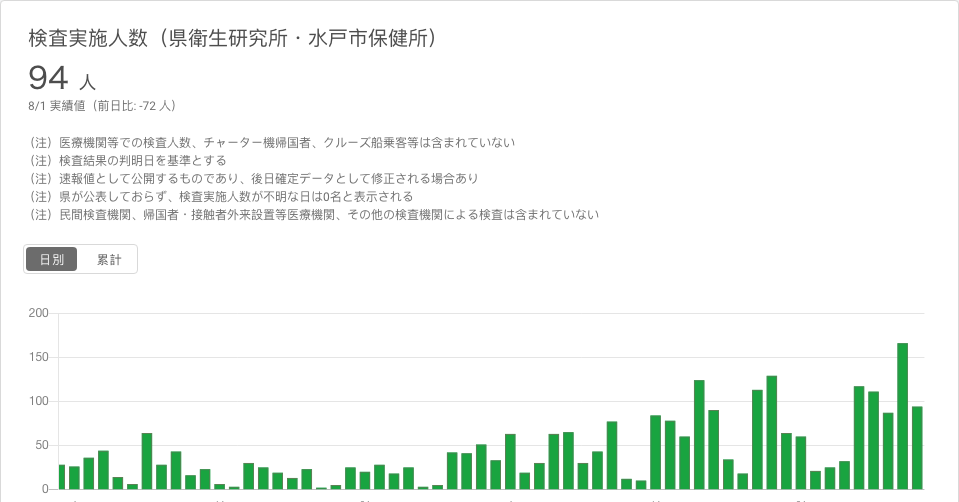 検査実施人数（県衛生研究所・水戸市保健所）
94 人
8/1 実績値（前日比: -72 人）
（注）医療機関等での検査人数、チャーター機帰国者、クルーズ船乗客等は含まれていない
（注）検査結果の判明日を基準とする
（注）速報値として公開するものであり、後日確定データとして修正される場合あり
（注）県が公表しておらず、検査実施人数が不明な日は0名と表示される
（注）民間検査機関、帰国者・接触者外来設置等医療機関、その他の検査機関による検査は含まれていない
日別 累計
200
150
100
50
0